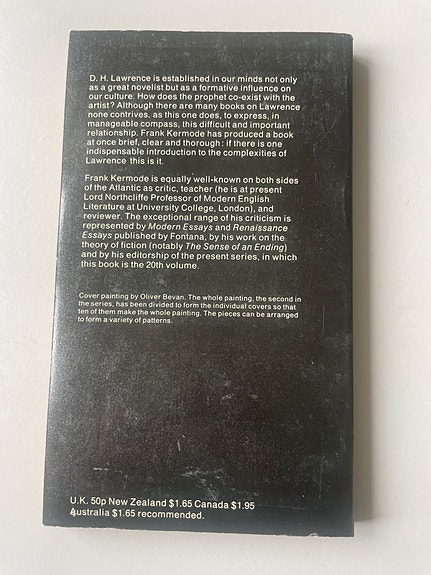 D. H. Lawrence is established in our minds not only
as a great novelist but as a formative influence on
our culture. How does the prophet co-exist with the
artist? Although there are many books on Lawrence
none contrives, as this one does, to express, in
manageable compass, this difficult and important
relationship. Frank Kermode has produced a book
at once brief, clear and thorough: if there is one
indispensable introduction to the complexities of
Lawrence this is it.
Frank Kermode is equally well-known on both sides
of the Atlantic as critic, teacher (he is at present
Lord Northcliffe Professor of Modern English
Literature at University College, London), and
reviewer. The exceptional range of his criticism is
represented by Modern Essays and Renaissance
Essays published by Fontana, by his work on the
theory of fiction (notably The Sense of an Ending)
and by his editorship of the present series, in which
this book is the 20th volume.
Cover painting by Oliver Bevan. The whole painting, the second in
the series, has been divided to form the individual covers so that
ten of them make the whole painting. The pieces can be arranged
to form a variety of patterns.
U.K. 50p New Zealand $1.65 Canada $1.95
Australia $1.65 recommended.